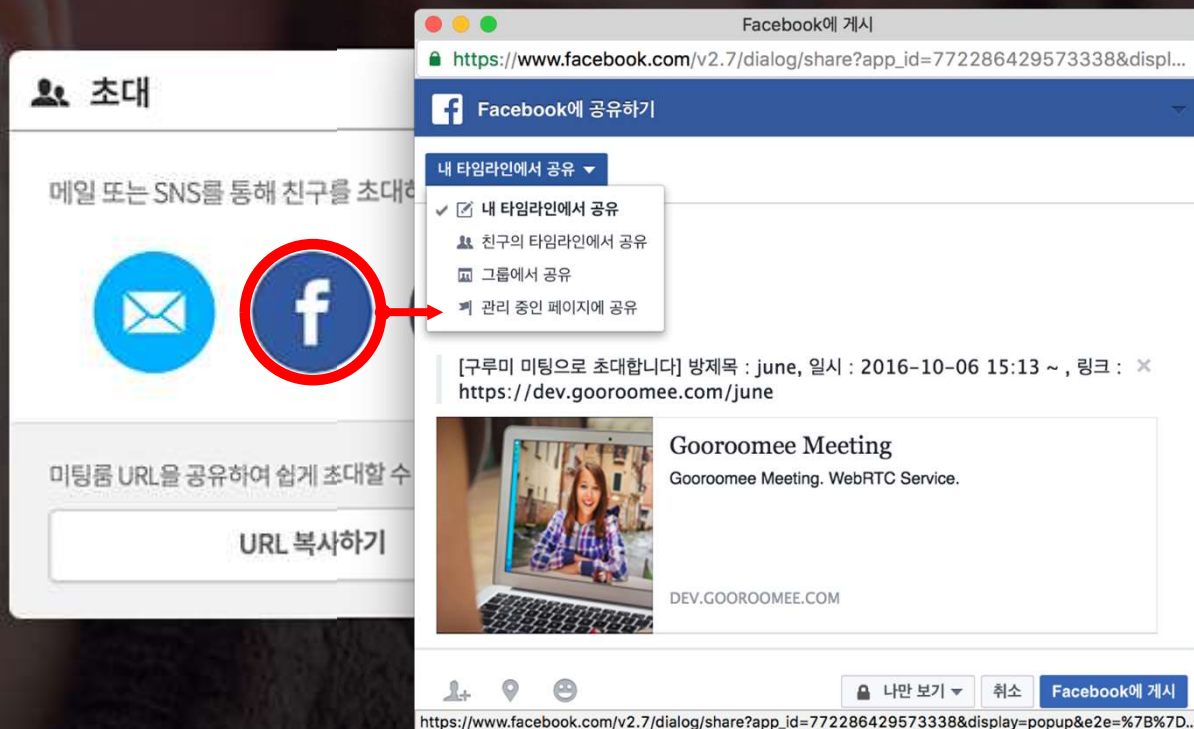 초대
메일 또는 SNS를 통해 친구를 초대하
f
미팅룸 URL을 공유하여 쉽게 초대할 수
URL 복사하기
Facebook에 게시
https://www.facebook.com/v2.7/dialog/share?app_id=772286429573338&displ...
f Facebook에 공유하기
내 타임라인에서 공유
내 타임라인에서 공유
친구의 타임라인에서 공유
그룹에서 공유
관리 중인 페이지에 공유
[구루미 미팅으로 초대합니다] 방제목 : june, 일시 : 2016-10-06 15:13 ~ , 링크 :
https://dev.gooroomee.com/june
Gooroomee Meeting
Gooroomee Meeting. WebRTC Service.
DEV.GOOROOMEE.COM
나만 보기 취소 Facebook에 게시
https://www.facebook.com/v2.7/dialog/share?app_id=772286429573338&display=popup&e2e=%7B%7D...